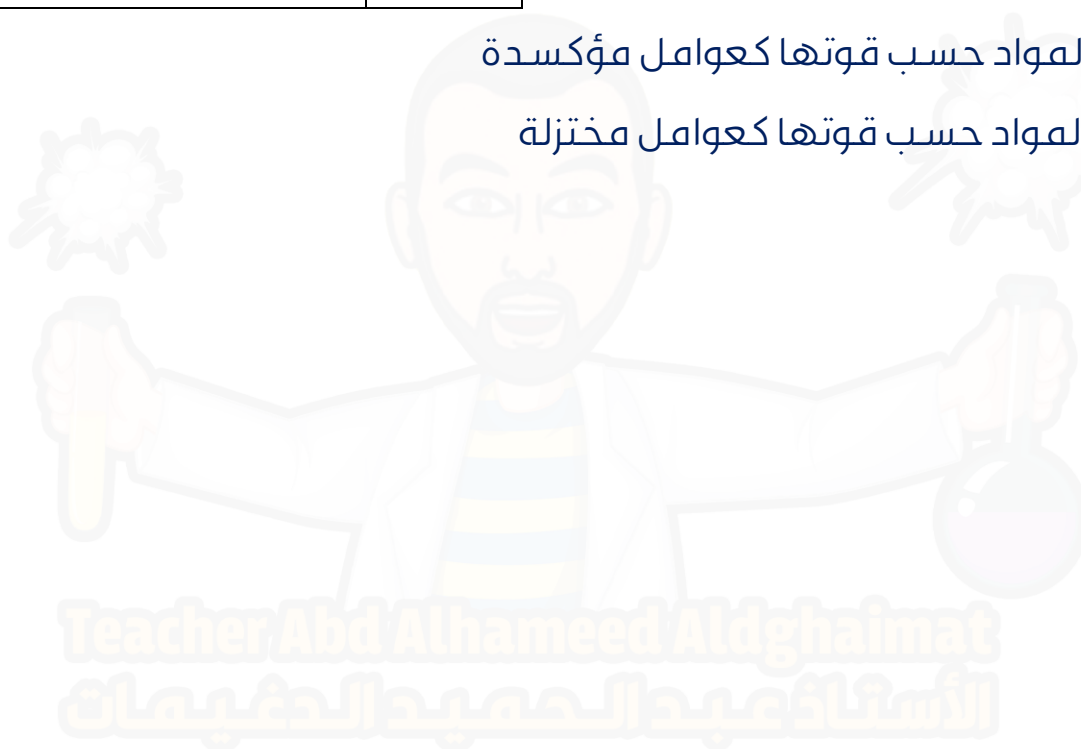 لمواد حسب قوتها كعوامل مؤكسدة
لمواد حسب قوتها كعوامل مختزلة
Teacher Abd Alhameed Aldghaimat
الأستاذ عبد الحميد الدغيمات